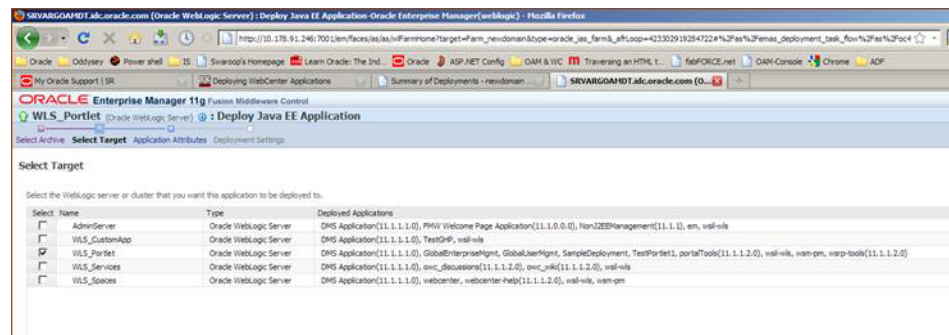 SRVARGOAMDT.idc.oracle.com (Oracle WebLogic Server) : Deploy Java EE Application-Oracle Enterprise Manager(weblogic) - Mozilla Firefox
http://10.178.91.246:7001/em/faces/as/as/wlFarmHome?target=Farm_newdomain&type=oracle_ias_farm&_afrLoop=423302919284722#%2Fas%2Femas_deployment_task_flow%2Fas%2Foc4
Oracle Oddysey Power shell IS Swaroop's Homepage Learn Oracle: The Ind... Oracle ASP.NET Config OAM & WC Traversing an HTML t... fabFORCE.net OAM-Console Chrome ADF
My Oracle Support | SR Deploying WebCenter Applications Summary of Deployments - newdomain ... SRVARGOAMDT.idc.oracle.com (O...
ORACLE Enterprise Manager 11g Fusion Middleware Control
WLS_Portlet (Oracle WebLogic Server) : Deploy Java EE Application
Select Archive Select Target Application Attributes Deployment Settings
Select Target
Select the WebLogic server or cluster that you want this application to be deployed to.
Select Name Type Deployed Applications
AdminServer Oracle WebLogic Server DMS Application(11.1.1.1.0), FMW Welcome Page Application(11.1.0.0.0), NonJ2EEManagement(11.1.1), em, wsil-wls
WLS_CustomApp Oracle WebLogic Server DMS Application(11.1.1.1.0), TestGHP, wsil-wls
WLS_Portlet Oracle WebLogic Server DMS Application(11.1.1.1.0), GlobalEnterpriseMgmt, GlobalUserMgmt, SampleDeployment, TestPortlet1, portalTools(11.1.1.2.0), wsil-wls, wsm-pm, wsrp-tools(11.1.1.2.0)
WLS_Services Oracle WebLogic Server DMS Application(11.1.1.1.0), owc_discussions(11.1.1.2.0), owc_wiki(11.1.1.2.0), wsil-wls
WLS_Spaces Oracle WebLogic Server DMS Application(11.1.1.1.0), webcenter, webcenter-help(11.1.1.2.0), wsil-wls, wsm-pm